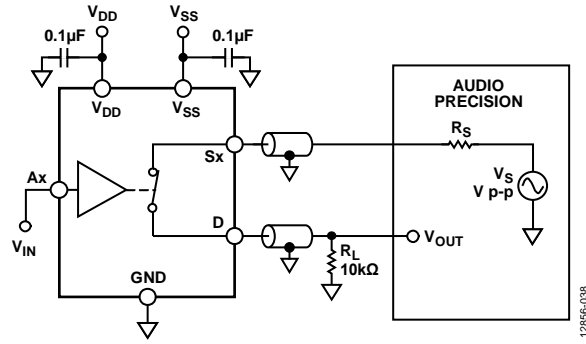 VDD
VSS
0.1µF
0.1µF
VDD
VSS
AUDIO
PRECISION
RS
Sx
Ax
VS
V p-p
D
VOUT
VIN
RL
10kΩ
GND
12856-038